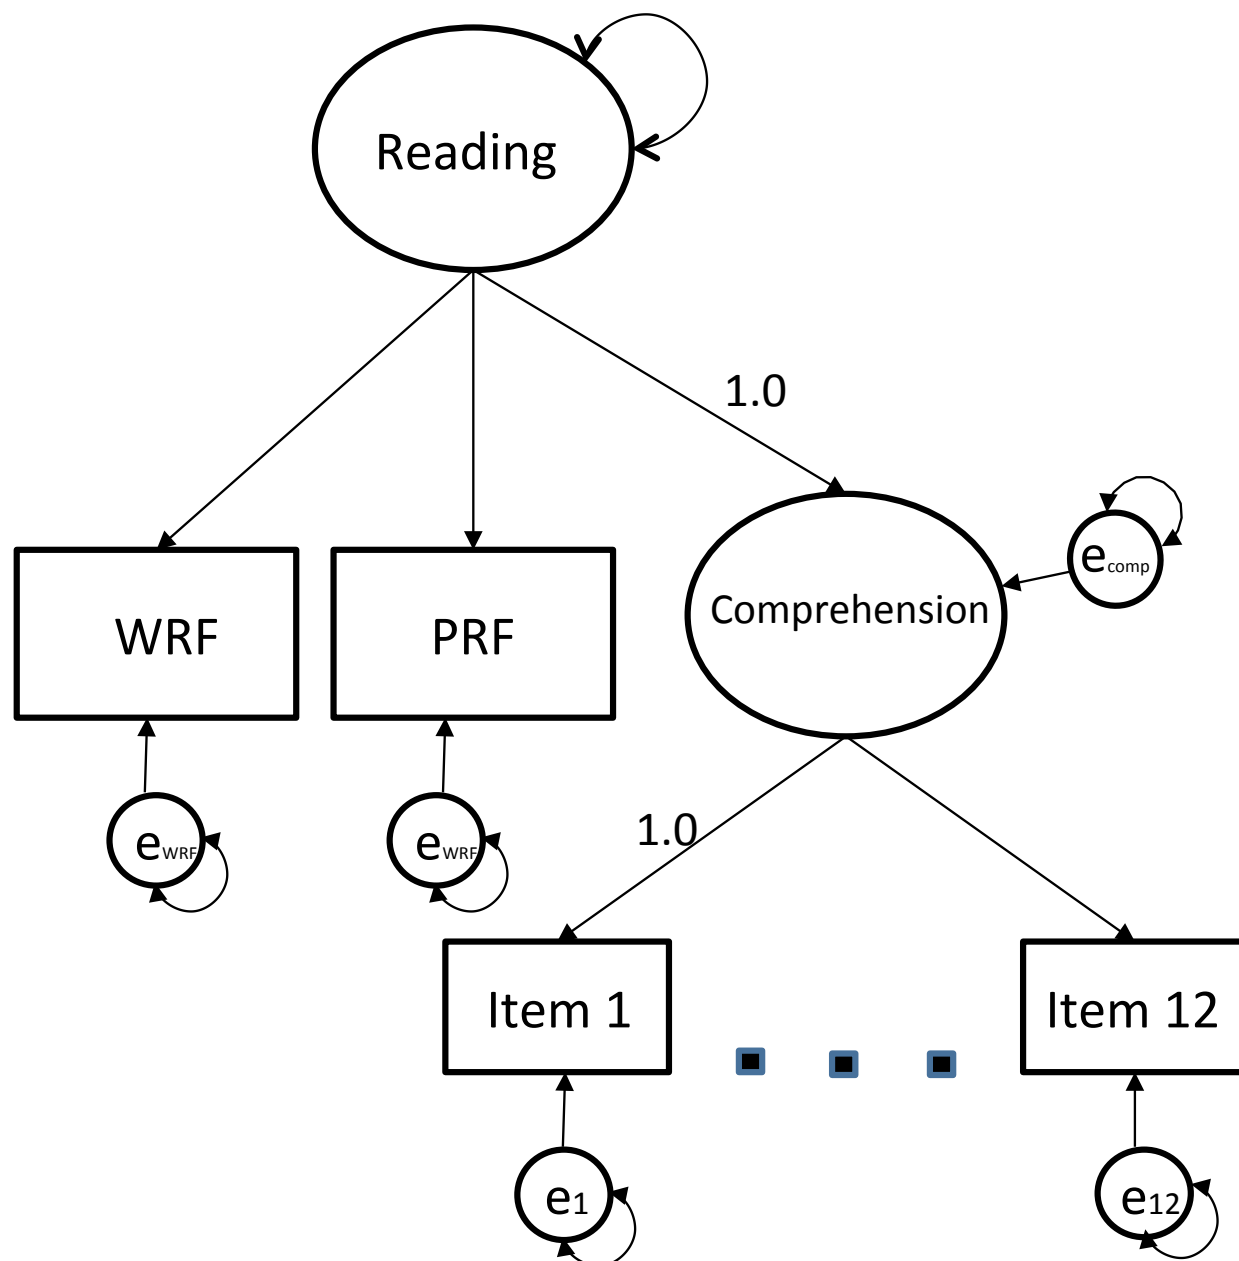 Reading
1.0
WRF
PRF
Comprehension
ecomp
eWRF
eWRF
1.0
Item 1
Item 12
e1
e12